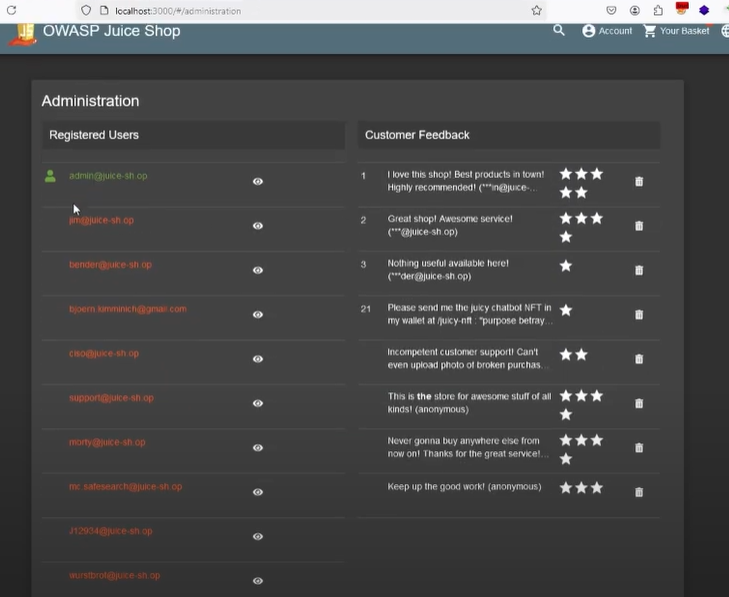 localhost:3000/#/administration
OWASP Juice Shop
Account
Your Basket
Administration
Registered Users
admin@juice-sh.op
jim@juice-sh.op
bender@juice-sh.op
bjoern.kimminich@gmail.com
ciso@juice-sh.op
support@juice-sh.op
morty@juice-sh.op
mc.safesearch@juice-sh.op
J12934@juice-sh.op
wurstbrot@juice-sh.op
Customer Feedback
1
I love this shop! Best products in town!
Highly recommended! (***in@juice-...
2
Great shop! Awesome service!
(***@juice-sh.op)
3
Nothing useful available here!
(***der@juice-sh.op)
21
Please send me the juicy chatbot NFT in
my wallet at /juicy-nft : "purpose betray...
Incompetent customer support! Can't
even upload photo of broken purchas...
This is the store for awesome stuff of all
kinds! (anonymous)
Never gonna buy anywhere else from
now on! Thanks for the great service!...
Keep up the good work! (anonymous)